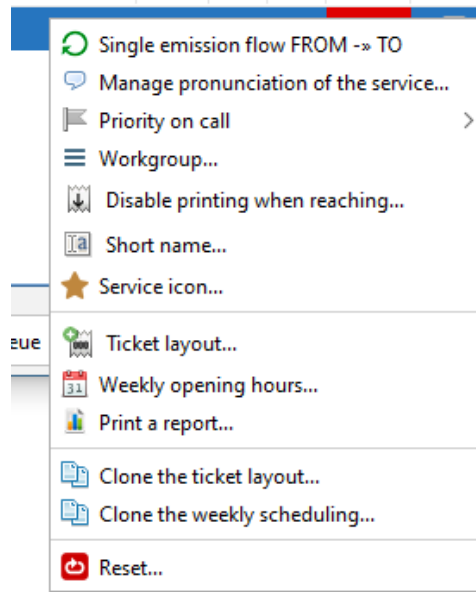 Single emission flow FROM -» TO
Manage pronunciation of the service...
Priority on call
Workgroup...
Disable printing when reaching...
Short name...
Service icon...
eue
Ticket layout...
Weekly opening hours...
31
Print a report...
Clone the ticket layout...
Clone the weekly scheduling...
Reset...